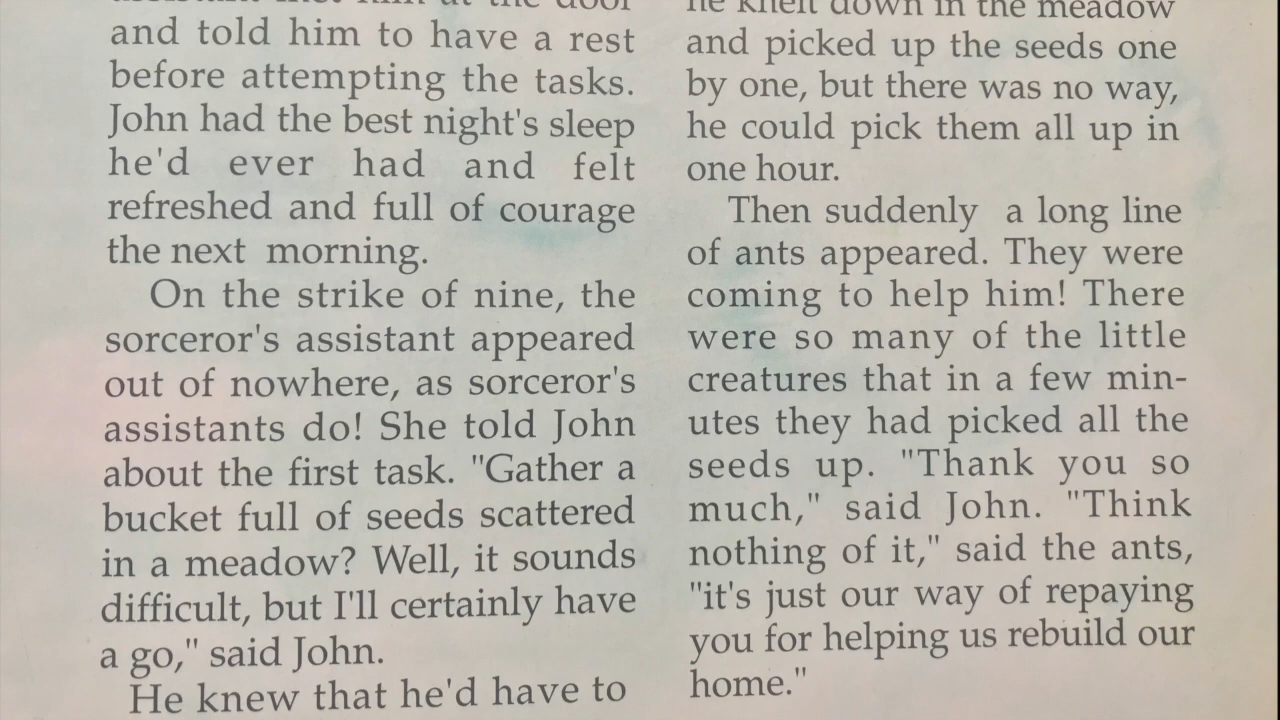 and told him to have a rest
before attempting the tasks.
John had the best night's sleep
he'd ever had and felt
refreshed and full of courage
the next morning.
On the strike of nine, the
sorceror's assistant appeared
out of nowhere, as sorceror's
assistants do! She told John
about the first task. "Gather a
bucket full of seeds scattered
in a meadow? Well, it sounds
difficult, but I'll certainly have
a go," said John.
He knew that he'd have to
he knelt down in the meadow
and picked up the seeds one
by one, but there was no way,
he could pick them all up in
one hour.
Then suddenly a long line
of ants appeared. They were
coming to help him! There
were so many of the little
creatures that in a few min-
utes they had picked all the
seeds up. "Thank you so
much," said John. "Think
nothing of it," said the ants,
"it's just our way of repaying
you for helping us rebuild our
home."